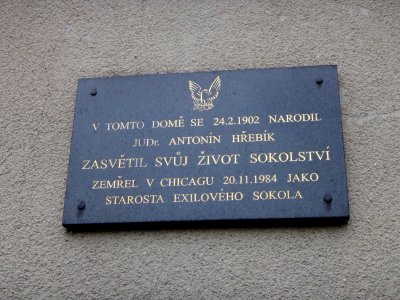 V TOMTO DOMĚ SE 24.2.1902 NARODIL
JUDr. ANTONÍN HŘEBÍK
ZASVĚTIL SVŮJ ŽIVOT SOKOLSTVÍ
ZEMŘEL V CHICAGU 20.11.1984 JAKO
STAROSTA EXILOVÉHO SOKOLA